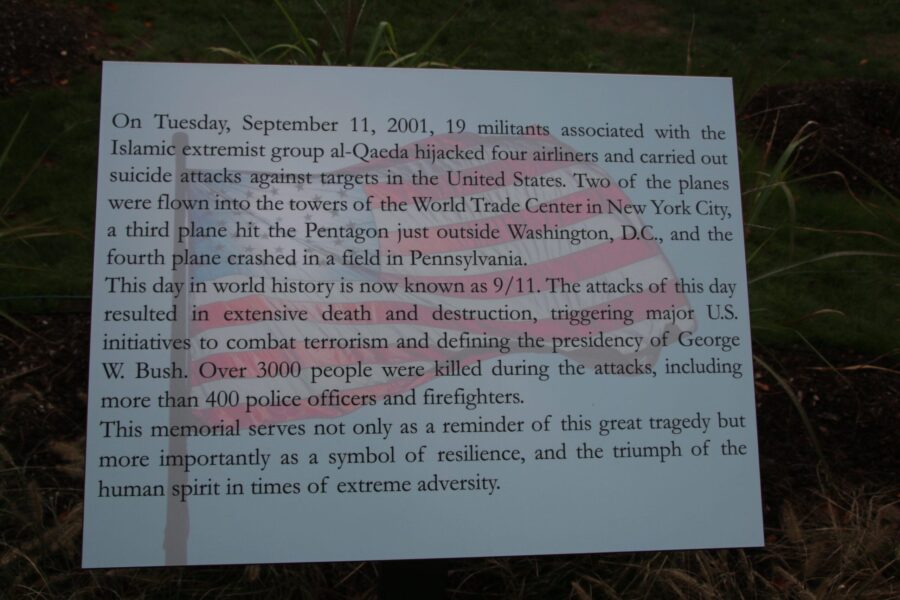 On Tuesday, September 11, 2001, 19 militants associated with the
Islamic extremist group al-Qaeda hijacked four airliners and carried out
suicide attacks against targets in the United States. Two of the planes
were flown into the towers of the World Trade Center in New York City,
a third plane hit the Pentagon just outside Washington, D.C., and the
fourth plane crashed in a field in Pennsylvania.
This day in world history is now known as 9/11. The attacks of this day
resulted in extensive death and destruction, triggering major U.S.
initiatives to combat terrorism and defining the presidency of George
W. Bush. Over 3000 people were killed during the attacks, including
more than 400 police officers and firefighters.
This memorial serves not only as a reminder of this great tragedy but
more importantly as a symbol of resilience, and the triumph of the
human spirit in times of extreme adversity.